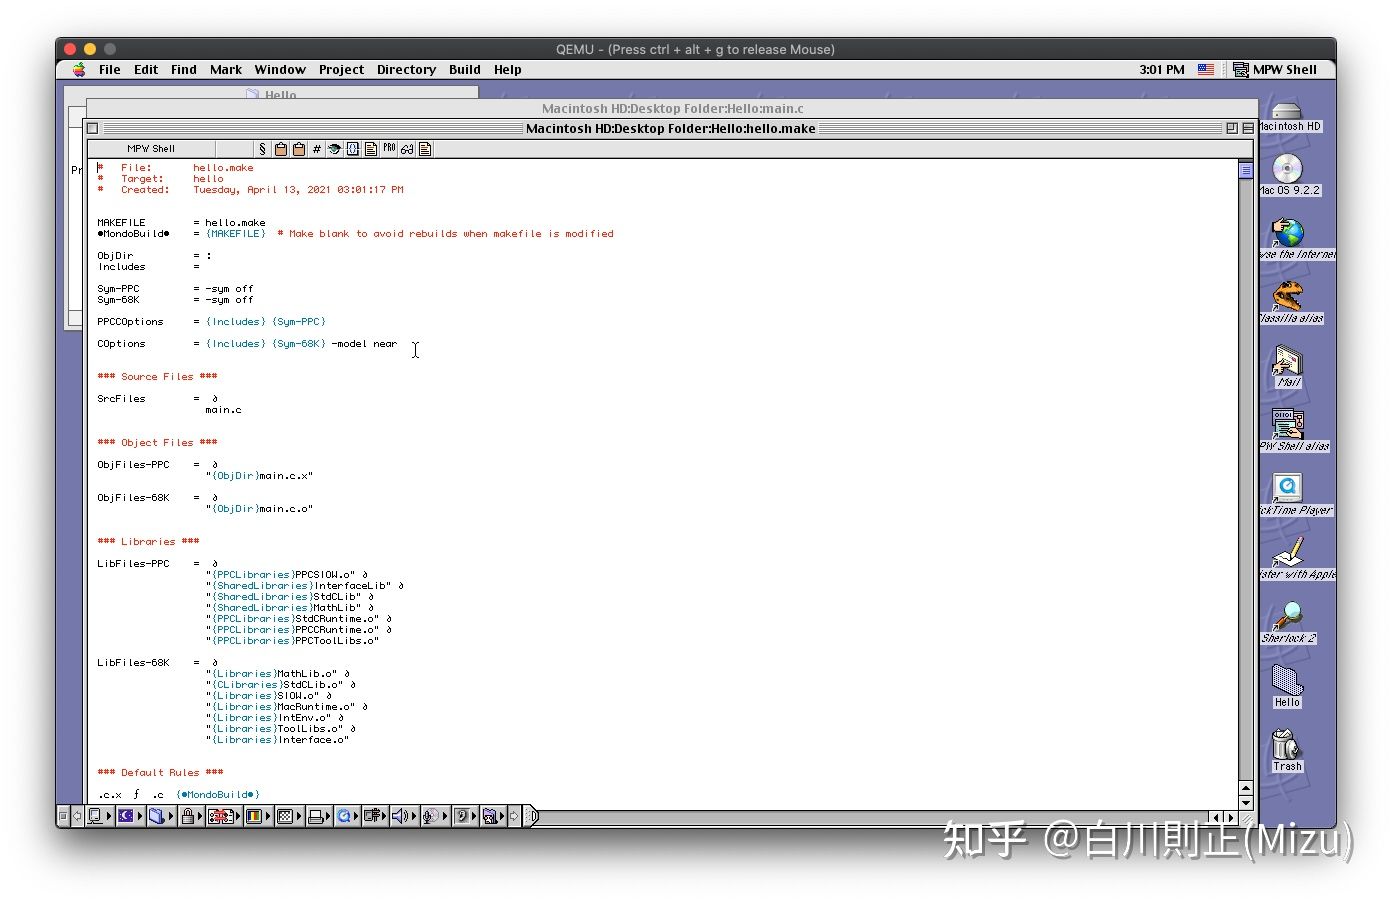 QEMU - (Press ctrl + alt + g to release Mouse)
File Edit Find Mark Window Project Directory Build Help
3:01 PM MPW Shell
Hello
Macintosh HD:Desktop Folder:Hello:main.c
Macintosh HD:Desktop Folder:Hello:hello.make
MPW Shell § # PRO
Pr
# File: hello.make
# Target: hello
# Created: Tuesday, April 13, 2021 03:01:17 PM
MAKEFILE = hello.make
•MondoBuild• = {MAKEFILE} # Make blank to avoid rebuilds when makefile is modified
ObjDir = :
Includes =
Sym-PPC = -sym off
Sym-68K = -sym off
PPCCOptions = {Includes} {Sym-PPC}
COptions = {Includes} {Sym-68K} -model near
### Source Files ###
SrcFiles = ∂
main.c
### Object Files ###
ObjFiles-PPC = ∂
"{ObjDir}main.c.x"
ObjFiles-68K = ∂
"{ObjDir}main.c.o"
### Libraries ###
LibFiles-PPC = ∂
"{PPCLibraries}PPCSIOW.o" ∂
"{SharedLibraries}InterfaceLib" ∂
"{SharedLibraries}StdCLib" ∂
"{SharedLibraries}MathLib" ∂
"{PPCLibraries}StdCRuntime.o" ∂
"{PPCLibraries}PPCCRuntime.o" ∂
"{PPCLibraries}PPCToolLibs.o"
LibFiles-68K = ∂
"{Libraries}MathLib.o" ∂
"{CLibraries}StdCLib.o" ∂
"{Libraries}SIOW.o" ∂
"{Libraries}MacRuntime.o" ∂
"{Libraries}IntEnv.o" ∂
"{Libraries}ToolLibs.o" ∂
"{Libraries}Interface.o"
### Default Rules ###
.c.x ƒ .c {•MondoBuild•}
Macintosh HD
Mac OS 9.2.2
wse the Internet
Classilla alias
Mail
PW Shell alias
ickTime Player
ister with Apple
Sherlock 2
Hello
Trash
知乎 @白川則正(Mizu)